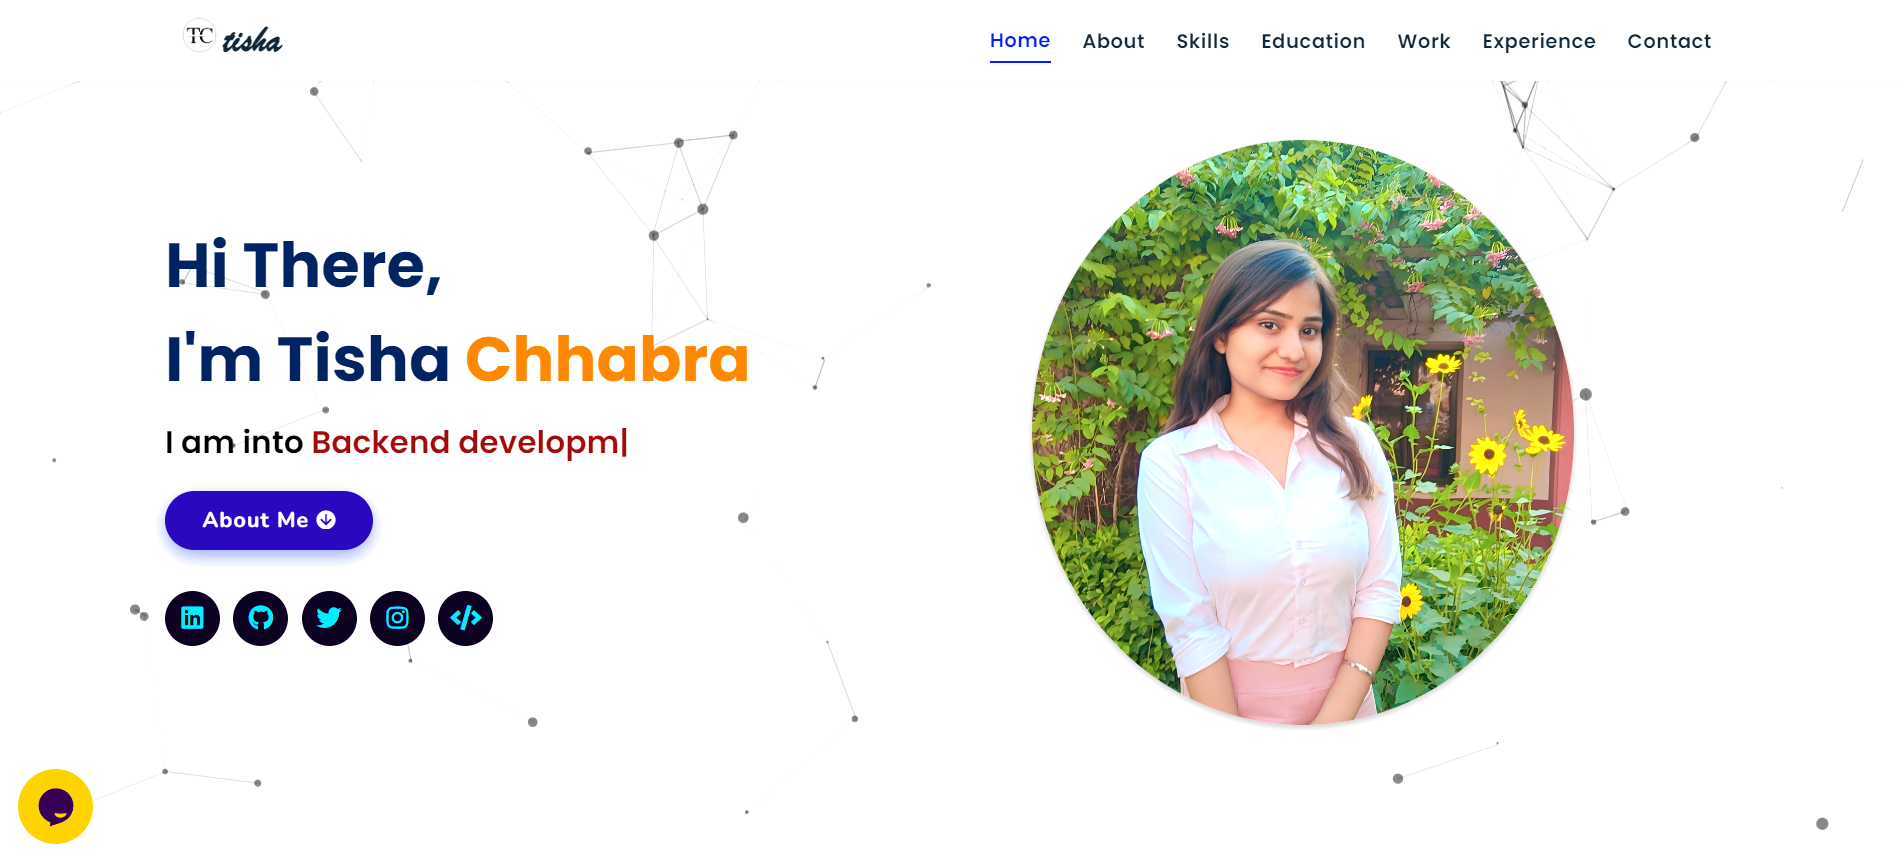 TC tisha
Home About Skills Education Work Experience Contact
Hi There,
I'm Tisha Chhabra
I am into Backend developm|
About Me